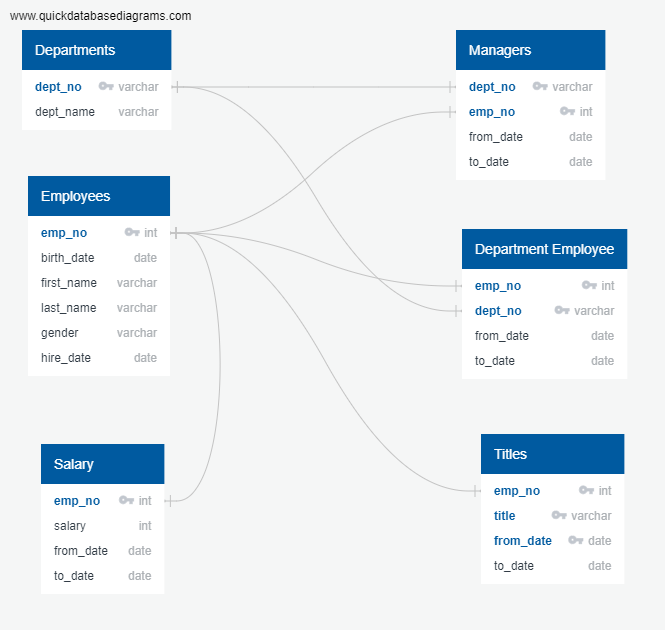 www.quickdatabasediagrams.com
Departments
dept_no varchar
dept_name varchar
Managers
dept_no varchar
emp_no int
from_date date
to_date date
Employees
emp_no int
birth_date date
first_name varchar
last_name varchar
gender varchar
hire_date date
Department Employee
emp_no int
dept_no varchar
from_date date
to_date date
Salary
emp_no int
salary int
from_date date
to_date date
Titles
emp_no int
title varchar
from_date date
to_date date